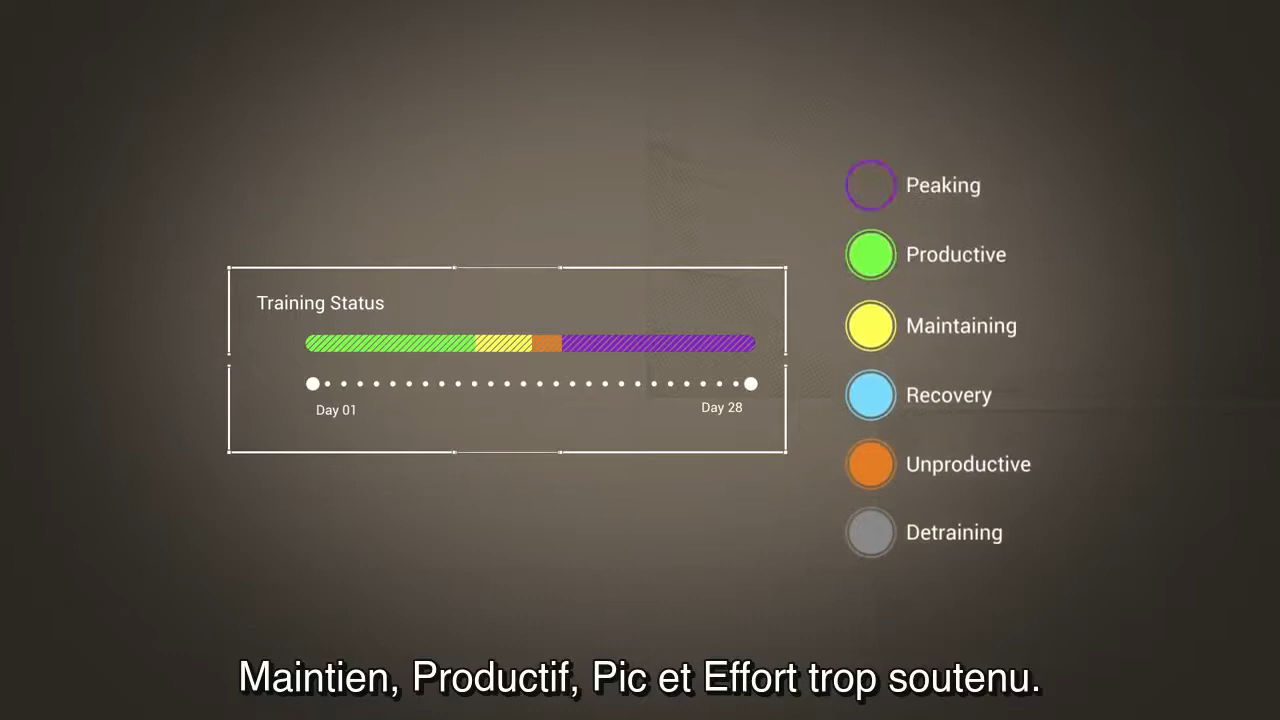 Training Status
Day 01
Day 28
Peaking
Productive
Maintaining
Recovery
Unproductive
Detraining
Maintien, Productif, Pic et Effort trop soutenu.